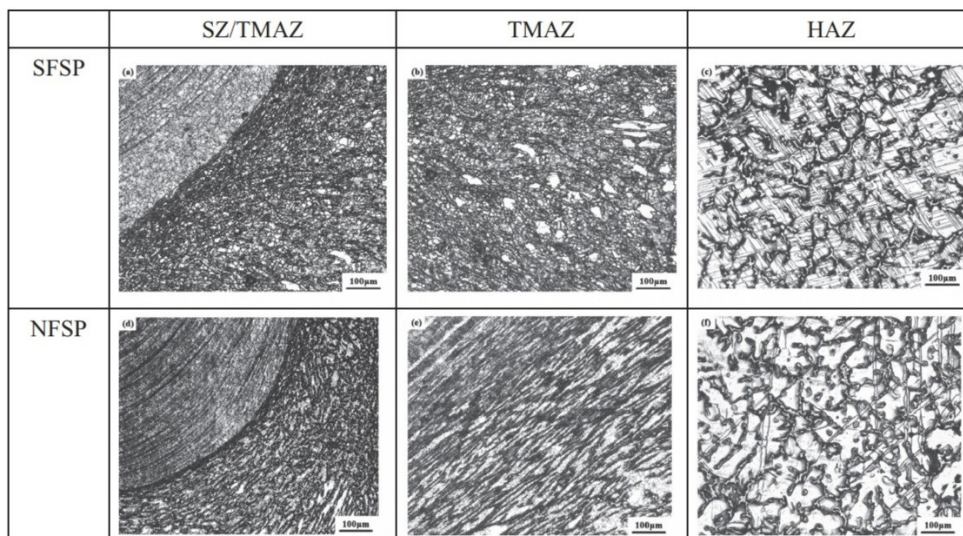 SZ/TMAZ TMAZ HAZ
SFSP
(a) (b) (c)
100μm 100μm 100μm
NFSP
(d) (e) (f)
100μm 100μm 100μm